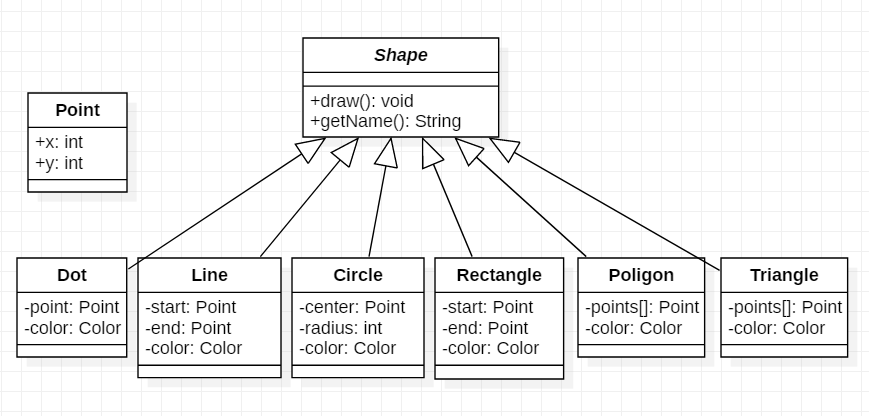 Shape
+draw(): void
+getName(): String
Point
+x: int
+y: int
Dot
-point: Point
-color: Color
Line
-start: Point
-end: Point
-color: Color
Circle
-center: Point
-radius: int
-color: Color
Rectangle
-start: Point
-end: Point
-color: Color
Poligon
-points[]: Point
-color: Color
Triangle
-points[]: Point
-color: Color